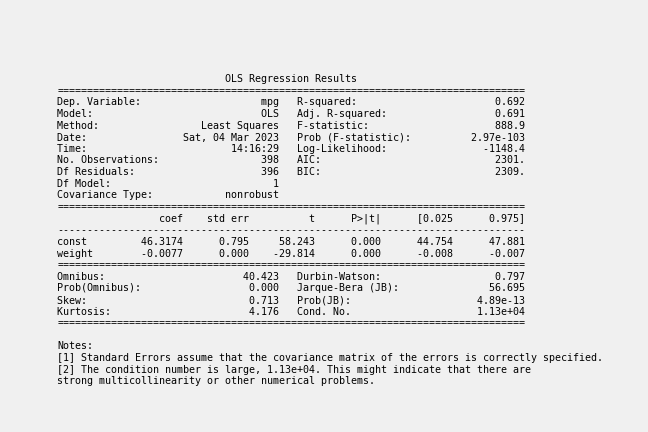 OLS Regression Results
==============================================================================
Dep. Variable:                    mpg   R-squared:                       0.692
Model:                            OLS   Adj. R-squared:                  0.691
Method:                 Least Squares   F-statistic:                     888.9
Date:                Sat, 04 Mar 2023   Prob (F-statistic):          2.97e-103
Time:                        14:16:29   Log-Likelihood:                -1148.4
No. Observations:                 398   AIC:                             2301.
Df Residuals:                     396   BIC:                             2309.
Df Model:                           1
Covariance Type:            nonrobust
==============================================================================
                 coef    std err          t      P>|t|      [0.025      0.975]
------------------------------------------------------------------------------
const         46.3174      0.795     58.243      0.000      44.754      47.881
weight        -0.0077      0.000    -29.814      0.000      -0.008      -0.007
==============================================================================
Omnibus:                       40.423   Durbin-Watson:                   0.797
Prob(Omnibus):                  0.000   Jarque-Bera (JB):               56.695
Skew:                           0.713   Prob(JB):                     4.89e-13
Kurtosis:                       4.176   Cond. No.                     1.13e+04
==============================================================================

Notes:
[1] Standard Errors assume that the covariance matrix of the errors is correctly specified.
[2] The condition number is large, 1.13e+04. This might indicate that there are
strong multicollinearity or other numerical problems.